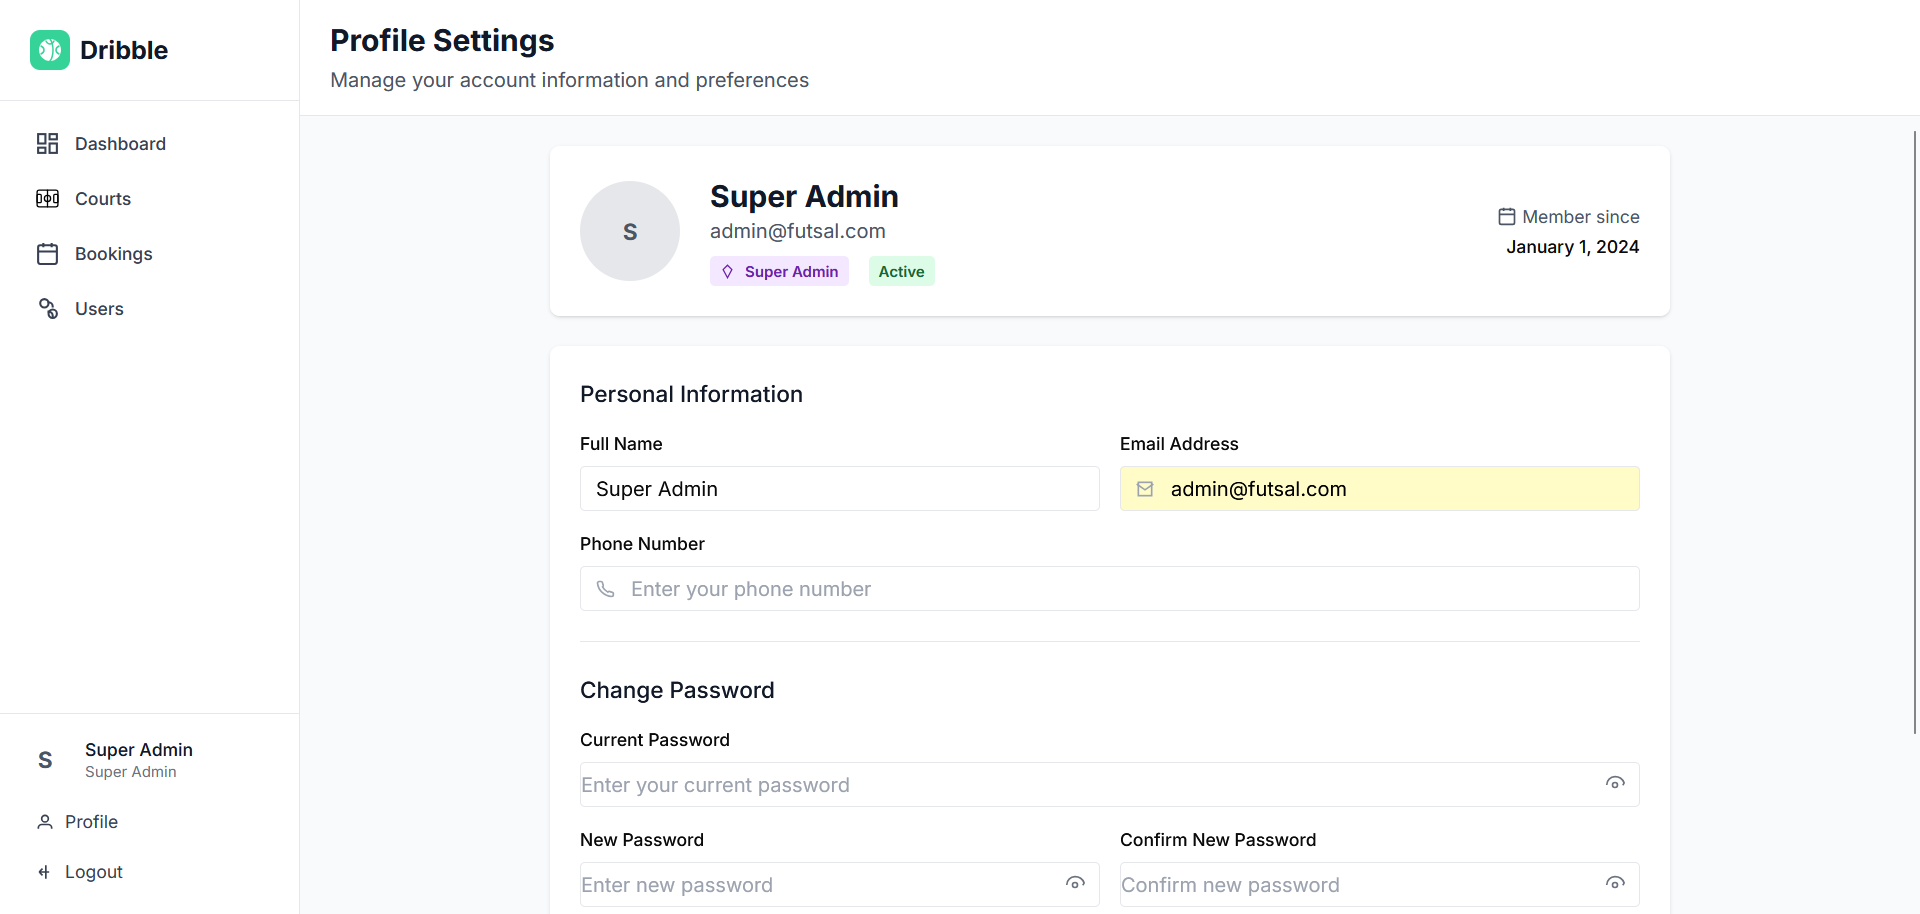 Dribble
Dashboard
Courts
Bookings
Users
S
Super Admin
Super Admin
Profile
Logout
Profile Settings
Manage your account information and preferences
S
Super Admin
admin@futsal.com
Super Admin
Active
Member since
January 1, 2024
Personal Information
Full Name
Super Admin
Email Address
admin@futsal.com
Phone Number
Enter your phone number
Change Password
Current Password
Enter your current password
New Password
Enter new password
Confirm New Password
Confirm new password